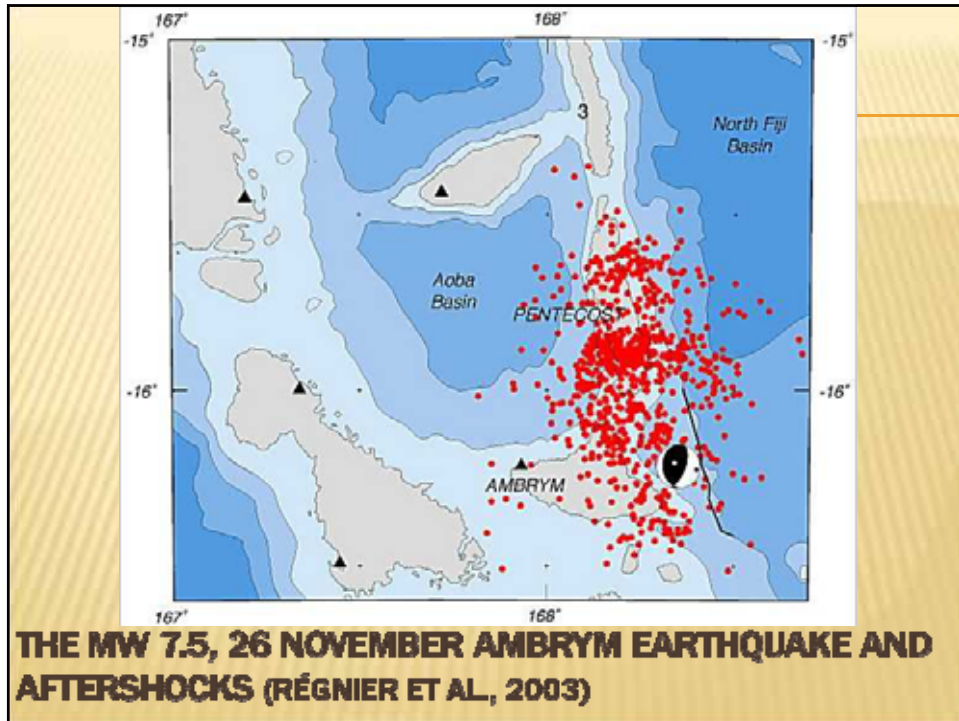 167°
168°
-15°
-15°
3
North Fiji
Basin
Aoba
Basin
PENTECOST
-16°
-16°
AMBRYM
167°
168°
THE MW 7.5, 26 NOVEMBER AMBRYM EARTHQUAKE AND
AFTERSHOCKS (RÉGNIER ET AL., 2003)